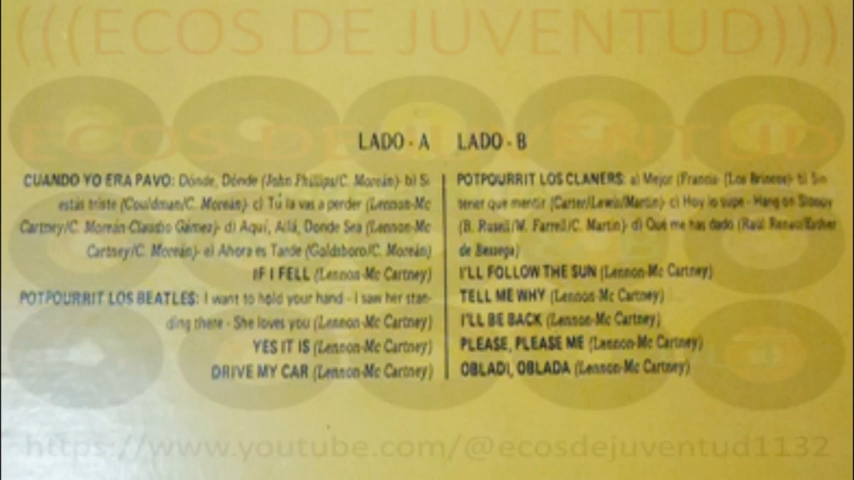 (((ECOS DE JUVENTUD)))
ECOS DE JUVENTUD
LADO - A
CUANDO YO ERA PAVO: Dónde, Dónde (John Phillips/C. Moreán)- b) Si
estás triste (Couldman/C. Moreán)- c) Tú la vas a perder (Lennon-Mc
Cartney/C. Moreán-Claudio Gámez)- d) Aquí, Allá, Donde Sea (Lennon-Mc
Cartney/C. Moreán)- e) Ahora es Tarde (Goldsboro/C. Moreán)
IF I FELL (Lennon-Mc Cartney)
POTPOURRIT LOS BEATLES: I want to hold your hand - I saw her stan-
ding there - She loves you (Lennon-Mc Cartney)
YES IT IS (Lennon-Mc Cartney)
DRIVE MY CAR (Lennon-Mc Cartney)
LADO - B
POTPOURRIT LOS CLANERS: a) Mejor (Francis- (Los Brincos)- b) Sin
tener que mentir (Carter/Lewis/Martin)- c) Hoy lo supe - Hang on Sloopy
(B. Rusell/W. Farrell/C. Martin)- d) Qué me has dado (Raúl Renau/Esther
de Bessega)
I'LL FOLLOW THE SUN (Lennon-Mc Cartney)
TELL ME WHY (Lennon-Mc Cartney)
I'LL BE BACK (Lennon-Mc Cartney)
PLEASE, PLEASE ME (Lennon-Mc Cartney)
OBLADI, OBLADA (Lennon-Mc Cartney)
https://www.youtube.com/@ecosdejuventud1132